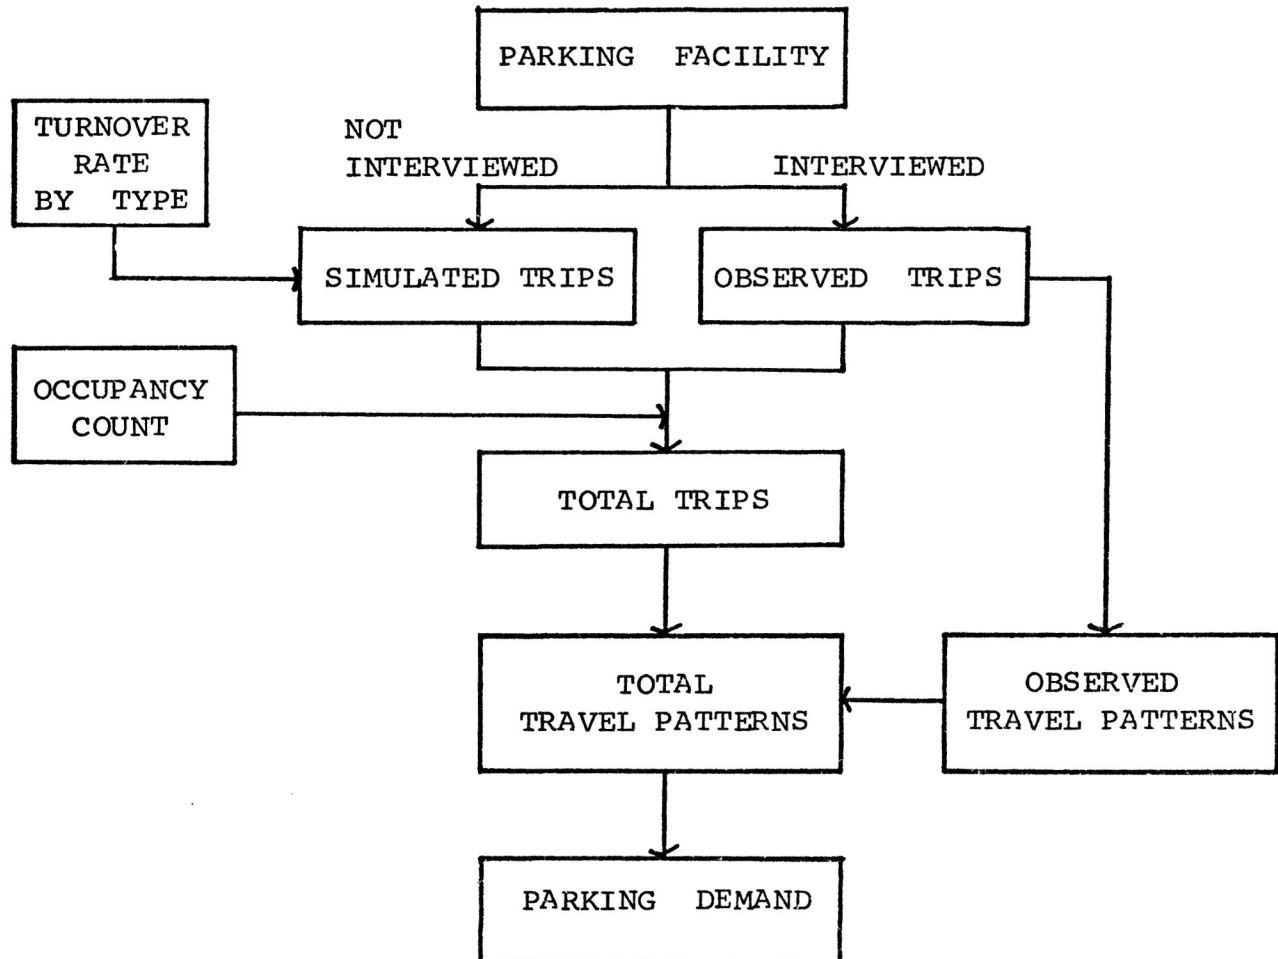 PARKING FACILITY
TURNOVER
RATE
BY TYPE
NOT
INTERVIEWED
INTERVIEWED
SIMULATED TRIPS
OBSERVED TRIPS
OCCUPANCY
COUNT
TOTAL TRIPS
TOTAL
TRAVEL PATTERNS
OBSERVED
TRAVEL PATTERNS
PARKING DEMAND